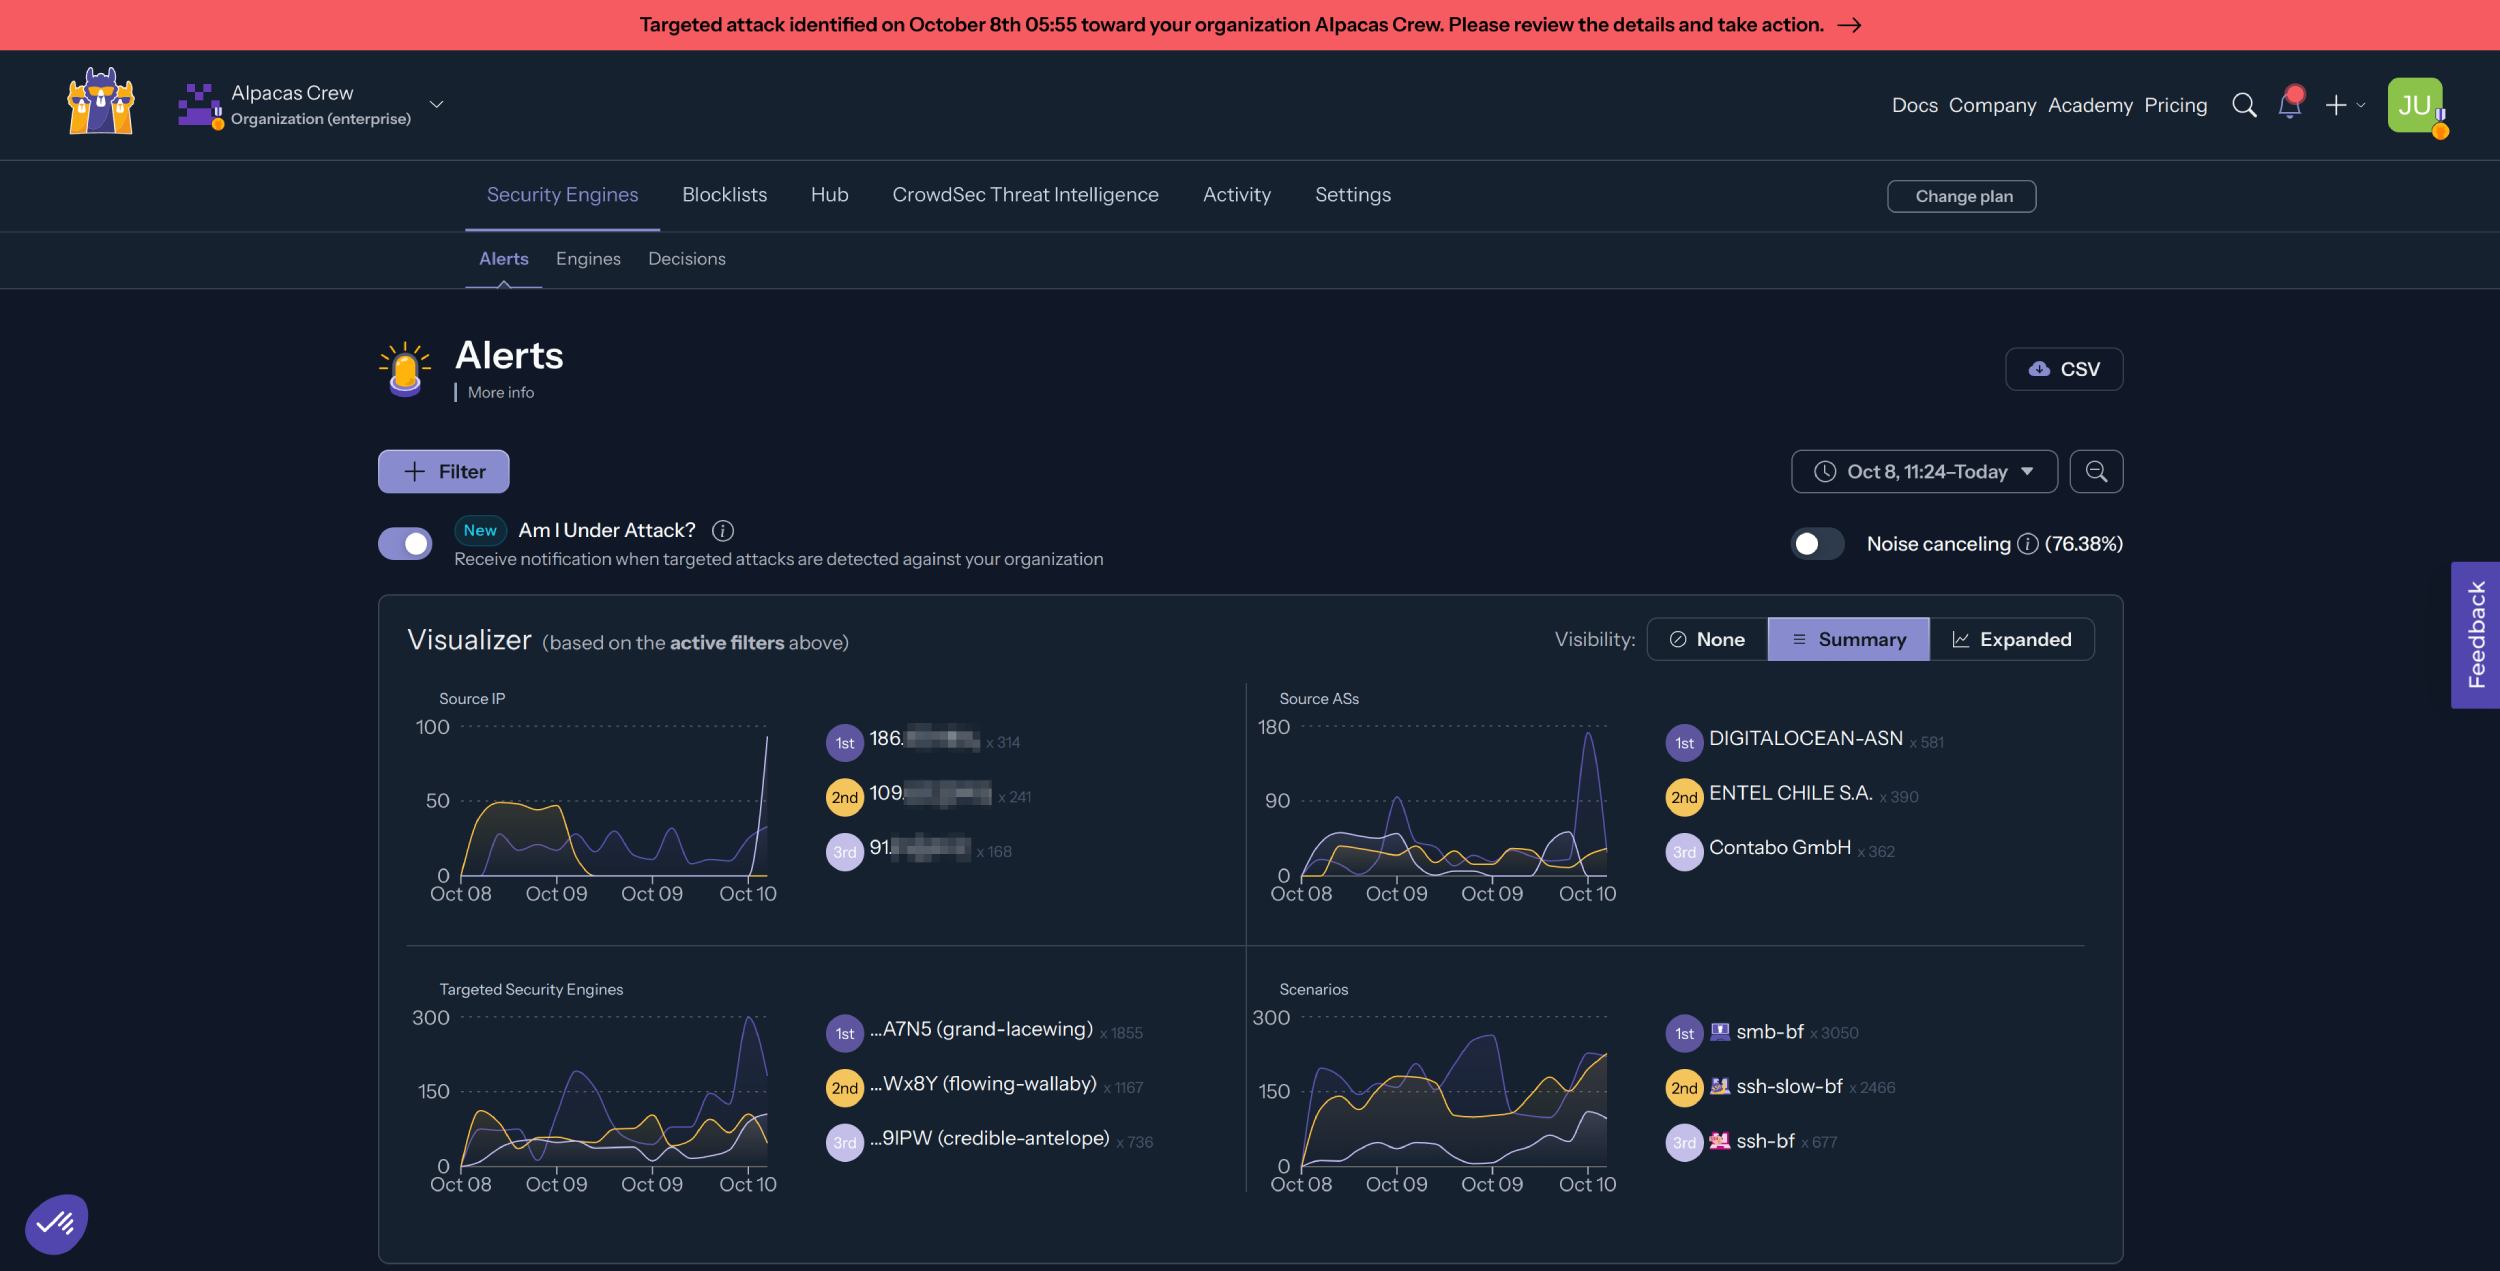 Targeted attack identified on October 8th 05:55 toward your organization Alpacas Crew. Please review the details and take action. →
Alpacas Crew
Organization (enterprise)
Docs Company Academy Pricing
JU
Security Engines Blocklists Hub CrowdSec Threat Intelligence Activity Settings
Change plan
Alerts Engines Decisions
Alerts
More info
CSV
Filter
Oct 8, 11:24–Today
New Am I Under Attack?
Receive notification when targeted attacks are detected against your organization
Noise canceling (76.38%)
Feedback
Visualizer (based on the active filters above)
Visibility: None Summary Expanded
Source IP
100
50
0
Oct 08 Oct 09 Oct 09 Oct 10
1st 186. x 314
2nd 109. x 241
3rd 91. x 168
Source ASs
180
90
0
Oct 08 Oct 09 Oct 09 Oct 10
1st DIGITALOCEAN-ASN x 581
2nd ENTEL CHILE S.A. x 390
3rd Contabo GmbH x 362
Targeted Security Engines
300
150
0
Oct 08 Oct 09 Oct 09 Oct 10
1st ...A7N5 (grand-lacewing) x 1855
2nd ...Wx8Y (flowing-wallaby) x 1167
3rd ...9IPW (credible-antelope) x 736
Scenarios
300
150
0
Oct 08 Oct 09 Oct 09 Oct 10
1st smb-bf x 3050
2nd ssh-slow-bf x 2466
3rd ssh-bf x 677